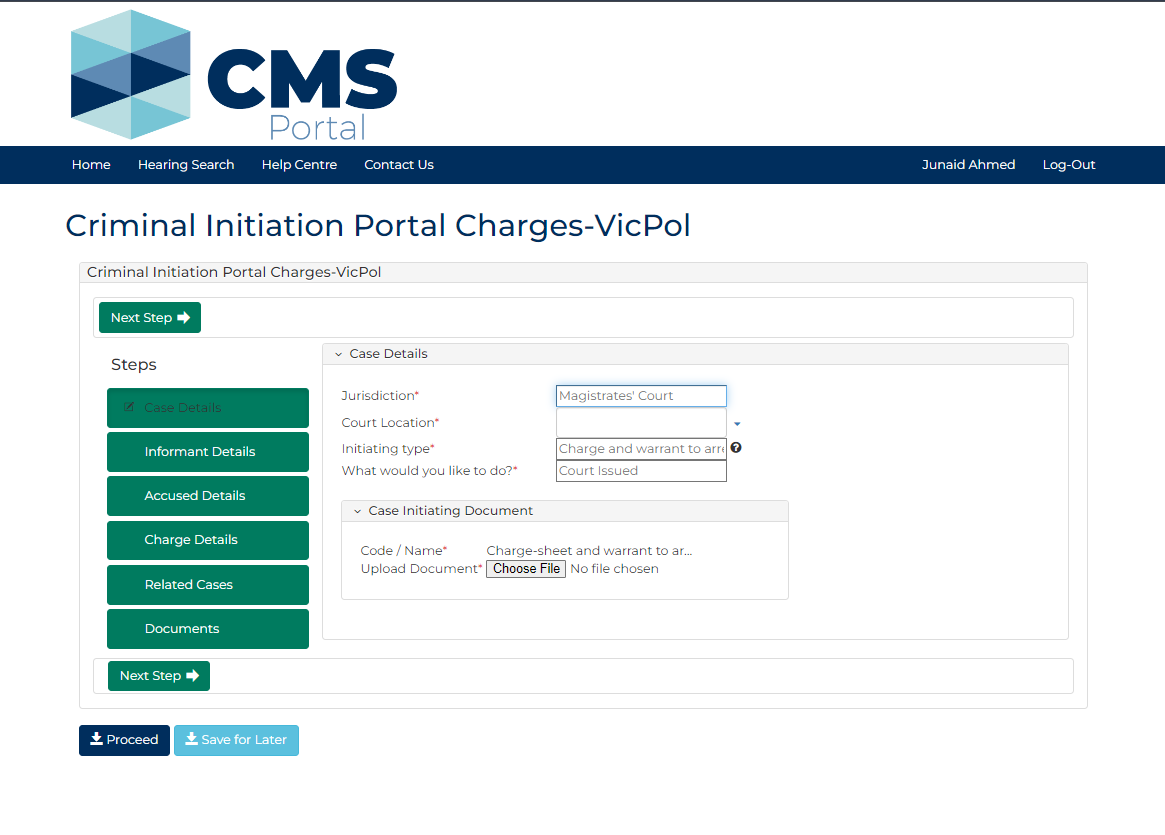 CMS
Portal
Home Hearing Search Help Centre Contact Us Junaid Ahmed Log-Out
Criminal Initiation Portal Charges-VicPol
Criminal Initiation Portal Charges-VicPol
Next Step
Steps
Case Details
Informant Details
Accused Details
Charge Details
Related Cases
Documents
Case Details
Jurisdiction* Magistrates' Court
Court Location*
Initiating type* Charge and warrant to arre
What would you like to do?* Court Issued
Case Initiating Document
Code / Name* Charge-sheet and warrant to ar...
Upload Document* Choose File No file chosen
Next Step
Proceed Save for Later